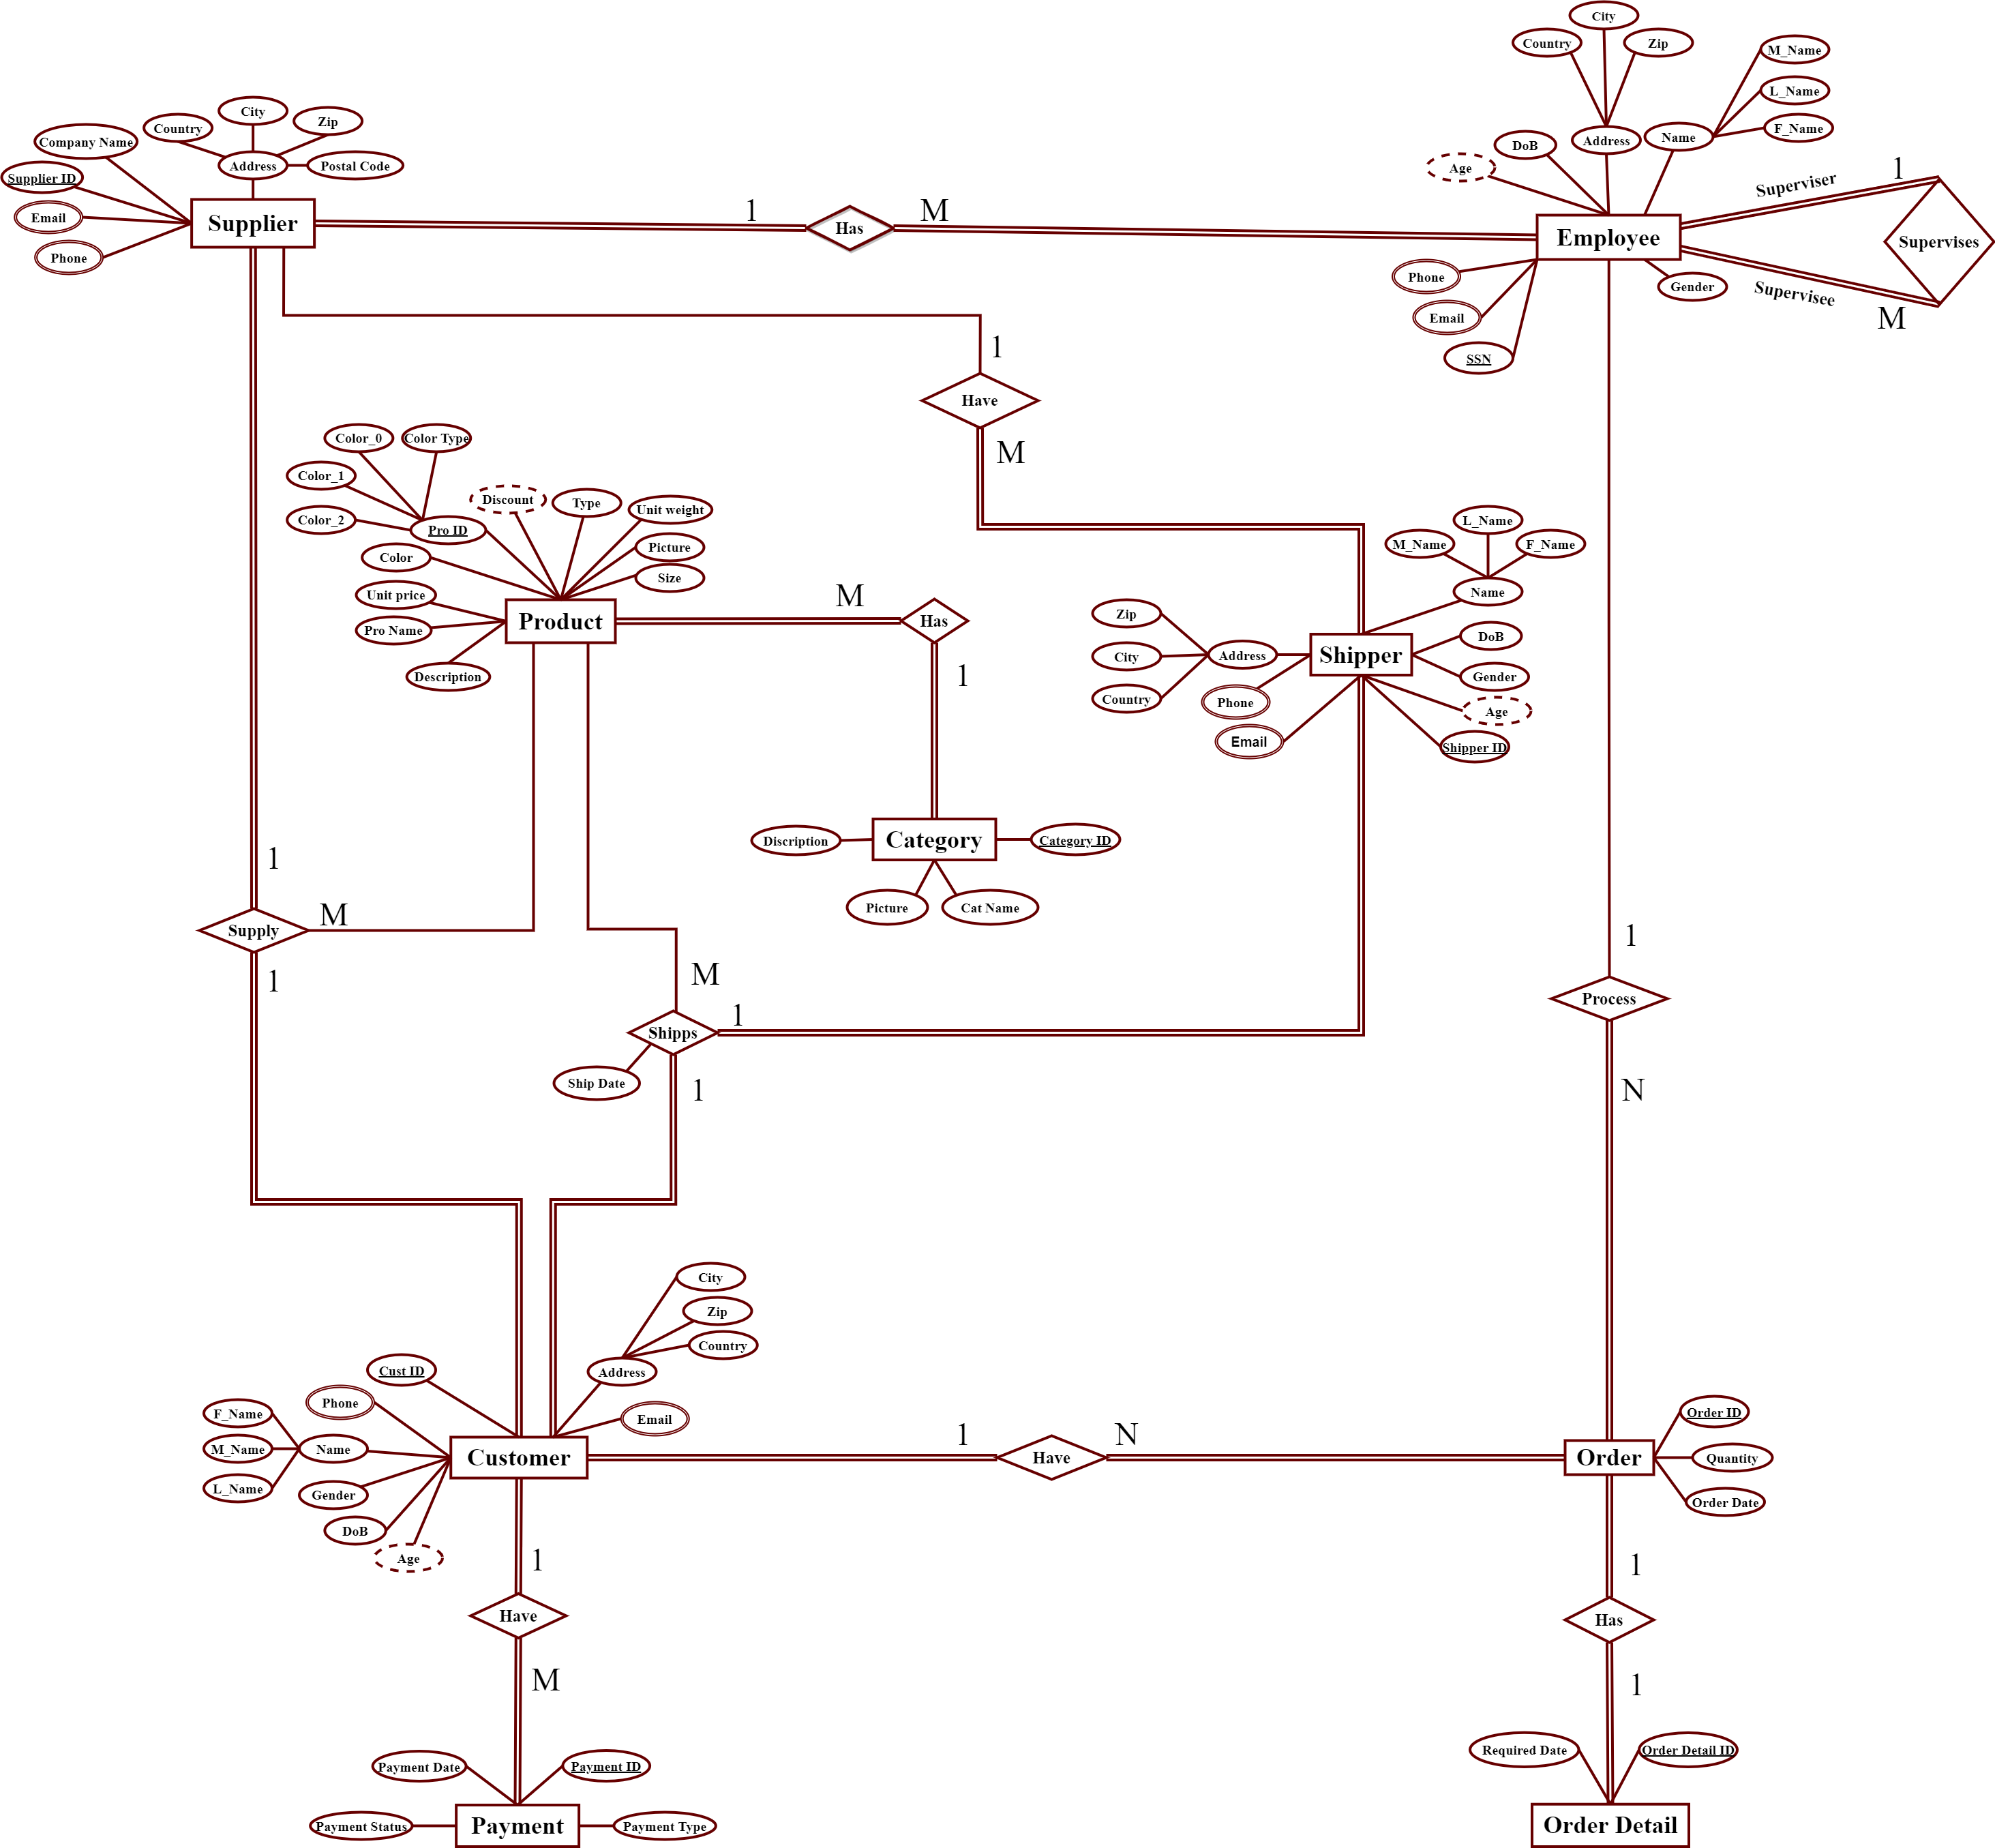 City
Country
Zip
M_Name
L_Name
F_Name
Address
Name
DoB
Age
Superviser
1
Supervises
Employee
Supervisee
M
Phone
Email
SSN
Gender
City
Country
Zip
Company Name
Address
Postal Code
Supplier ID
Email
Phone
Supplier
1
Has
M
1
Have
M
Color_0
Color Type
Color_1
Color_2
Pro ID
Discount
Type
Unit weight
Picture
Size
Color
Unit price
Pro Name
Description
Product
M
Has
1
L_Name
M_Name
F_Name
Name
Zip
City
Country
Address
Phone
Email
Shipper
DoB
Gender
Age
Shipper ID
Discription
Category
Category ID
Picture
Cat Name
1
Supply
M
1
M
Shipps
1
Ship Date
1
1
Process
N
City
Zip
Country
Address
Cust ID
Phone
Email
F_Name
M_Name
L_Name
Name
Gender
DoB
Age
Customer
1
Have
N
Order
Order ID
Quantity
Order Date
1
Have
M
1
Has
1
Payment Date
Payment ID
Payment Status
Payment
Payment Type
Required Date
Order Detail ID
Order Detail